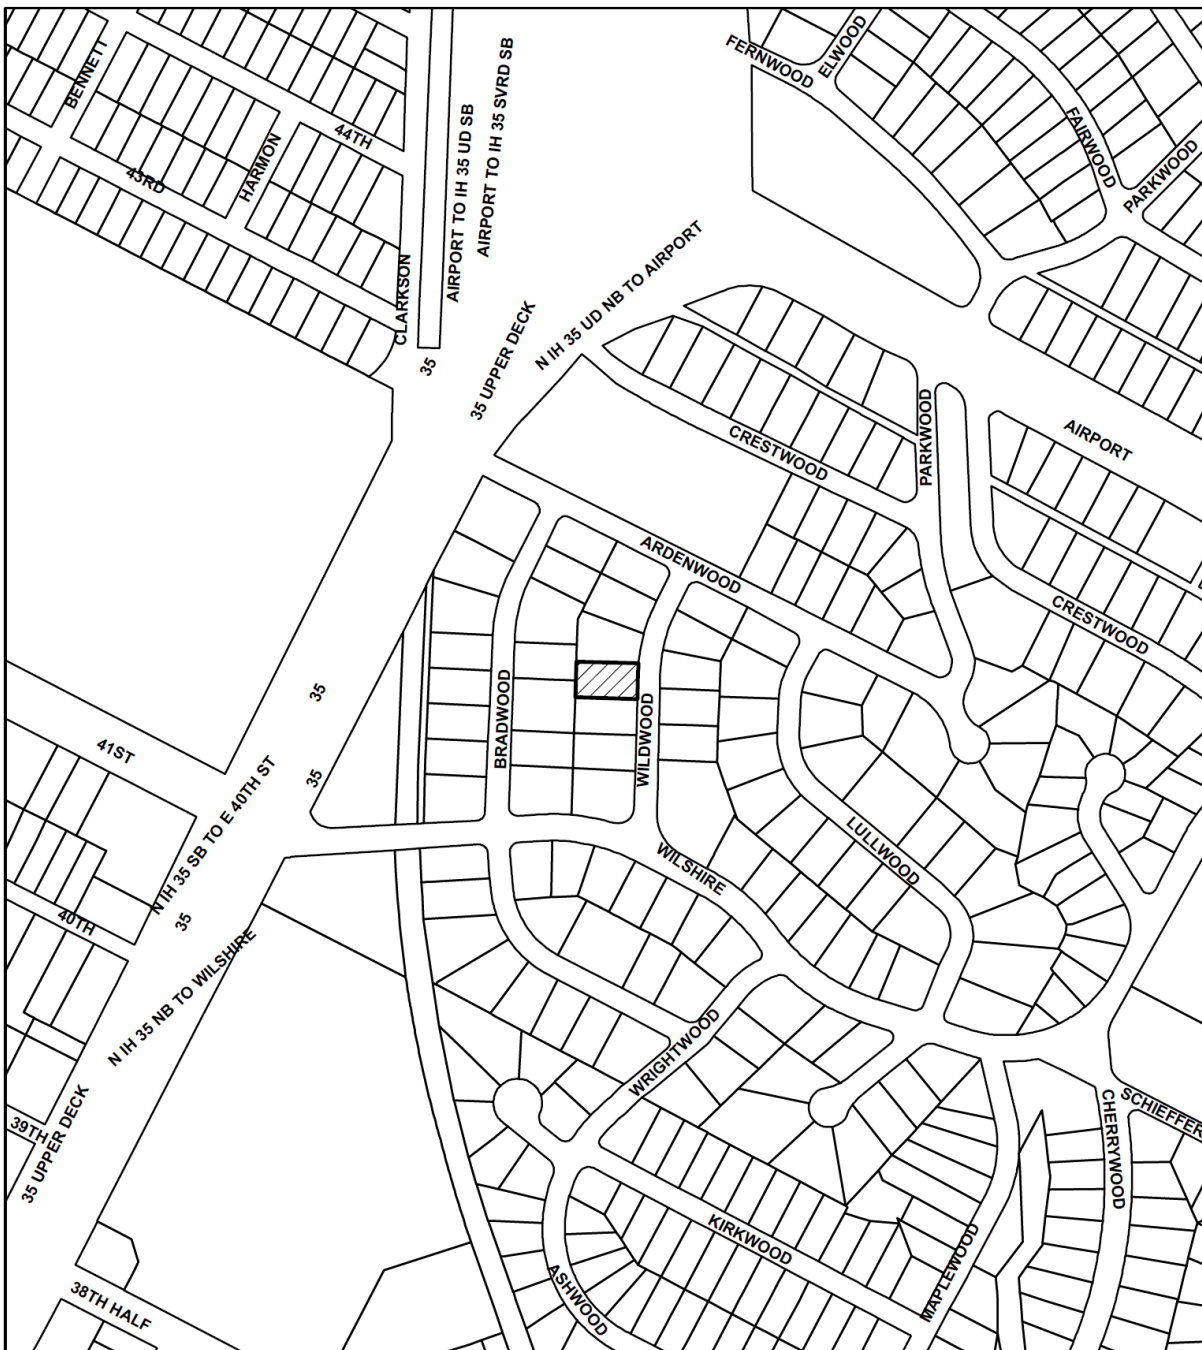 FERNWOOD
ELWOOD
BENNETT
44TH
HARMON
43RD
AIRPORT TO IH 35 UD SB
AIRPORT TO IH 35 SVRD SB
FAIRWOOD
PARKWOOD
CLARKSON
35
35 UPPER DECK
N IH 35 UD NB TO AIRPORT
CRESTWOOD
PARKWOOD
AIRPORT
ARDENWOOD
CRESTWOOD
35
BRADWOOD
WILDWOOD
41ST
35
N IH 35 SB TO E 40TH ST
LULLWOOD
WILSHIRE
40TH
35
N IH 35 NB TO WILSHIRE
WRIGHTWOOD
39TH
35 UPPER DECK
CHERRYWOOD
SCHIEFFER
KIRKWOOD
MAPLEWOOD
ASHWOOD
38TH HALF